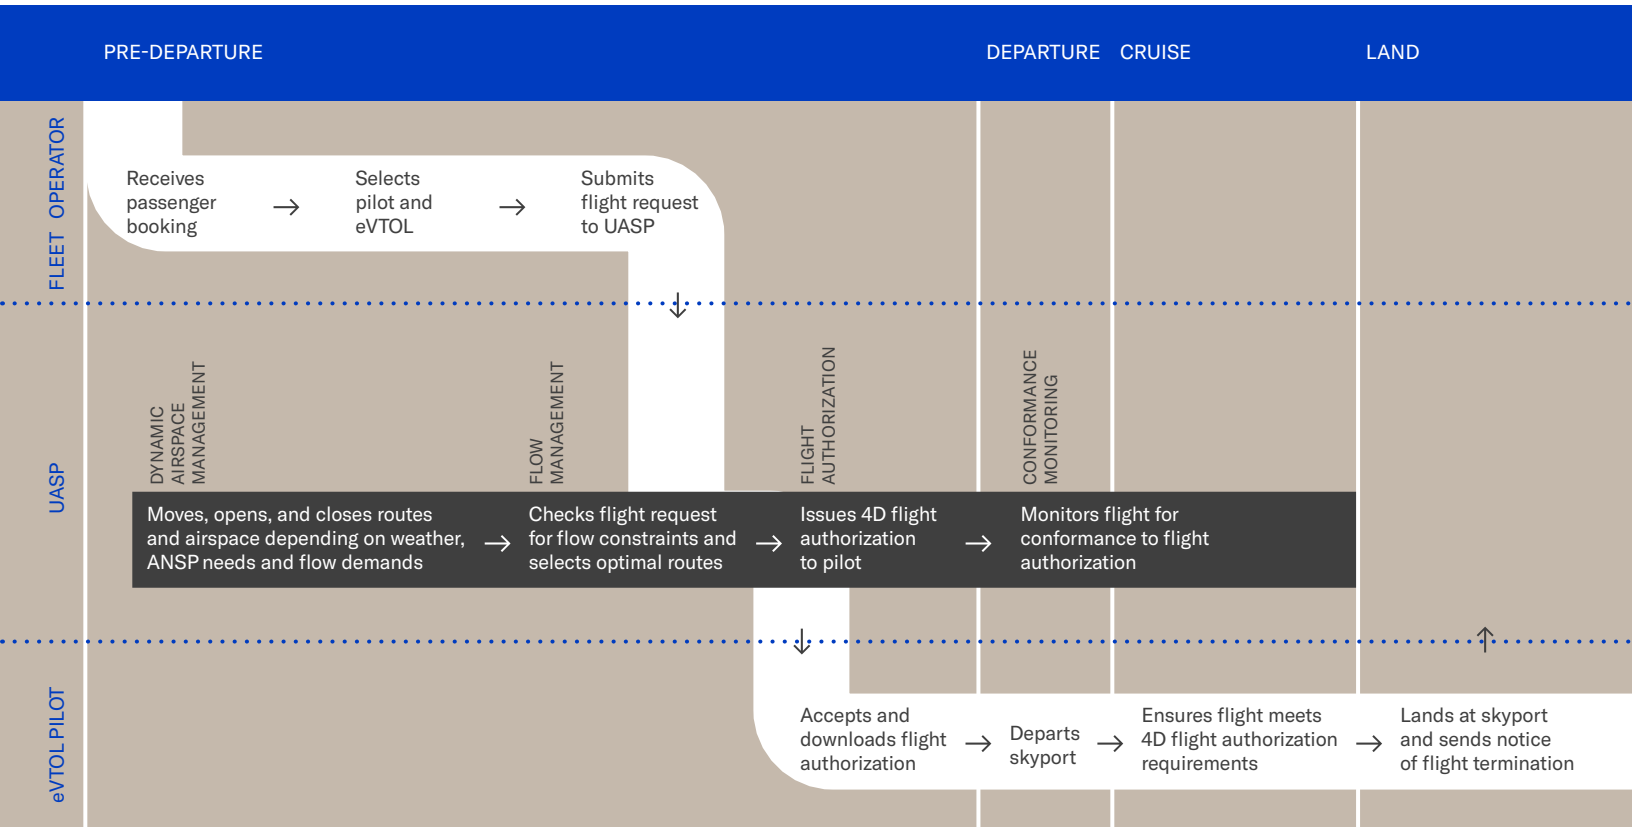 PRE-DEPARTURE
DEPARTURE
CRUISE
LAND
FLEET OPERATOR
Receives
passenger
booking
Selects
pilot and
eVTOL
Submits
flight request
to UASP
UASP
DYNAMIC
AIRSPACE
MANAGEMENT
FLOW
MANAGEMENT
FLIGHT
AUTHORIZATION
CONFORMANCE
MONITORING
Moves, opens, and closes routes
and airspace depending on weather,
ANSP needs and flow demands
Checks flight request
for flow constraints and
selects optimal routes
Issues 4D flight
authorization
to pilot
Monitors flight for
conformance to flight
authorization
eVTOL PILOT
Accepts and
downloads flight
authorization
Departs
skyport
Ensures flight meets
4D flight authorization
requirements
Lands at skyport
and sends notice
of flight termination